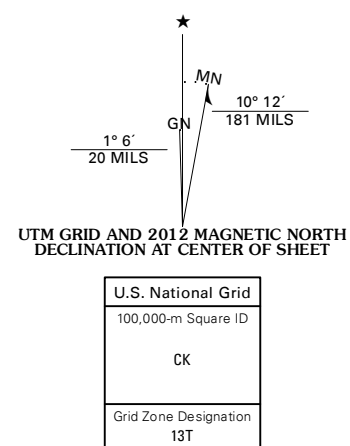 MN
GN
10° 12´
181 MILS
1° 6´
20 MILS
UTM GRID AND 2012 MAGNETIC NORTH
DECLINATION AT CENTER OF SHEET
U.S. National Grid
100,000-m Square ID
CK
Grid Zone Designation
13T